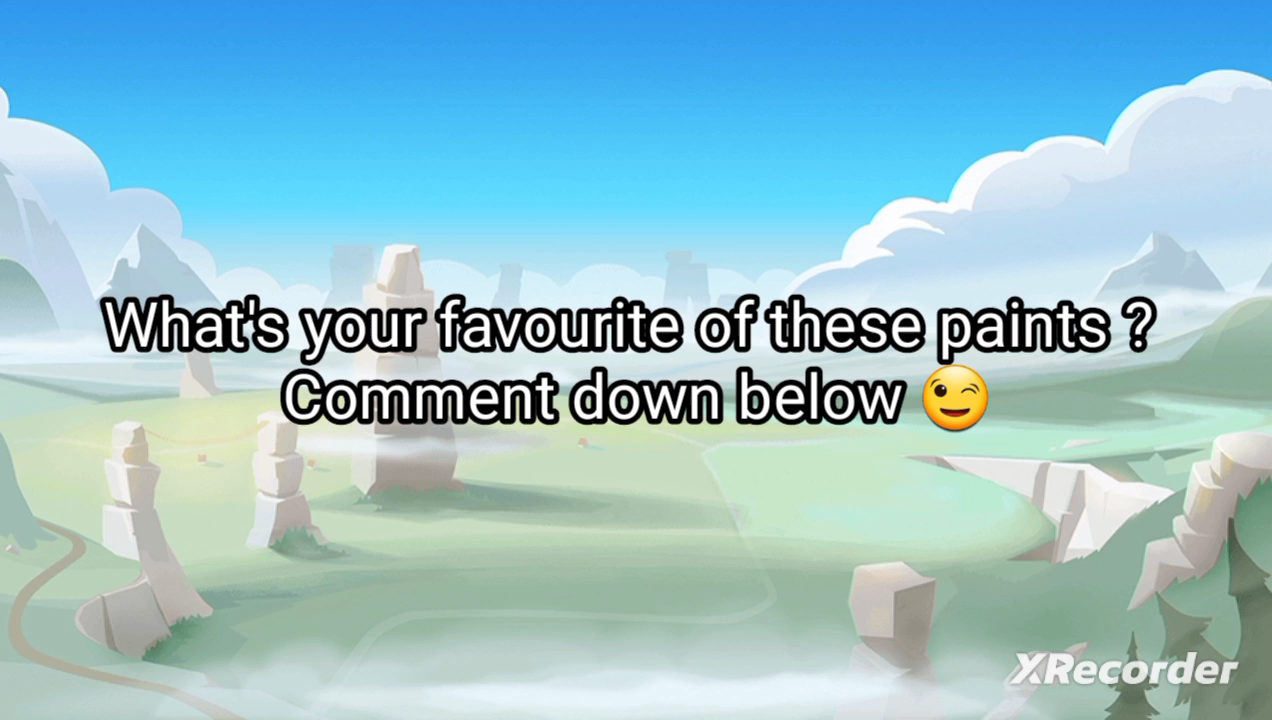 What's your favourite of these paints ?
Comment down below 😉
XRecorder